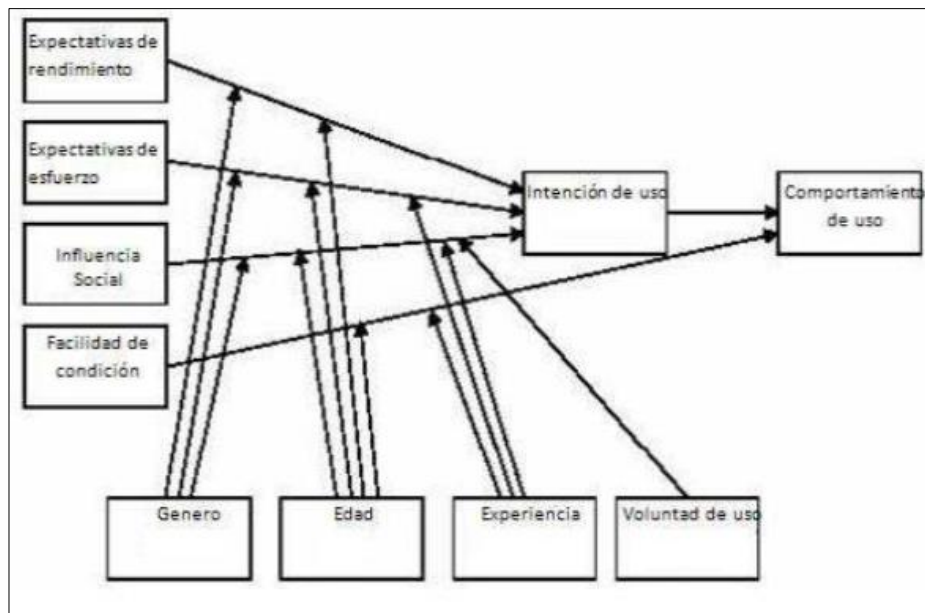 Expectativas de
rendimiento
Expectativas de
esfuerzo
Influencia
Social
Facilidad de
condición
Intención de uso
Comportamiento
de uso
Genero
Edad
Experiencia
Voluntad de uso